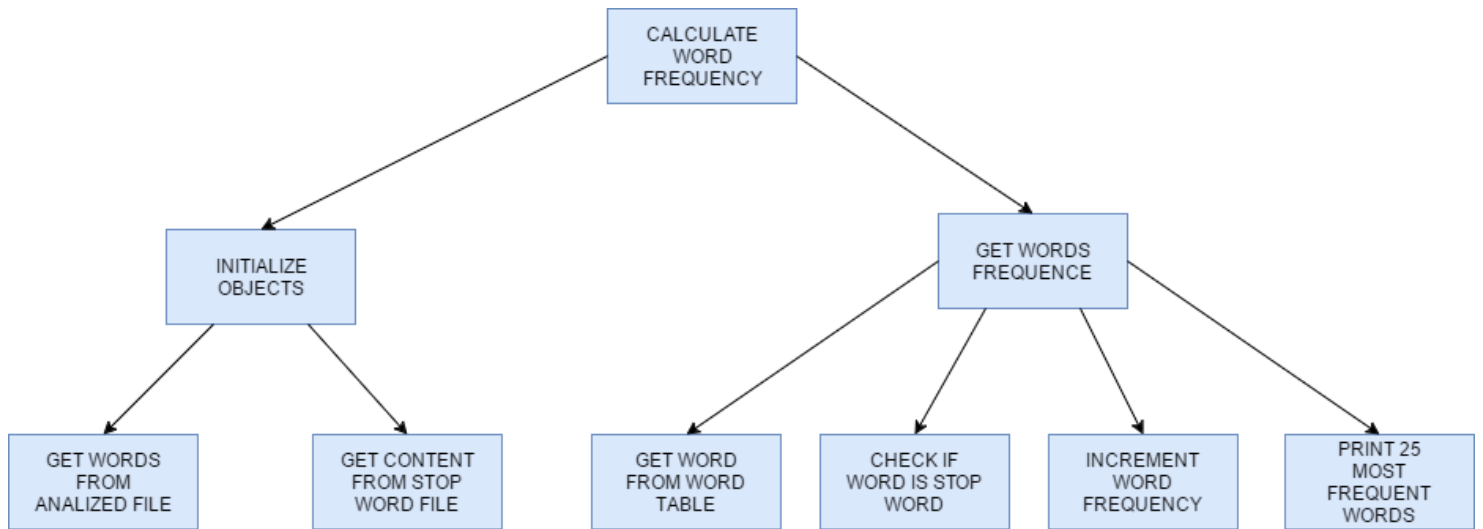 CALCULATE
WORD
FREQUENCY
INITIALIZE
OBJECTS
GET WORDS
FREQUENCE
GET WORDS
FROM
ANALIZED FILE
GET CONTENT
FROM STOP
WORD FILE
GET WORD
FROM WORD
TABLE
CHECK IF
WORD IS STOP
WORD
INCREMENT
WORD
FREQUENCY
PRINT 25
MOST
FREQUENT
WORDS